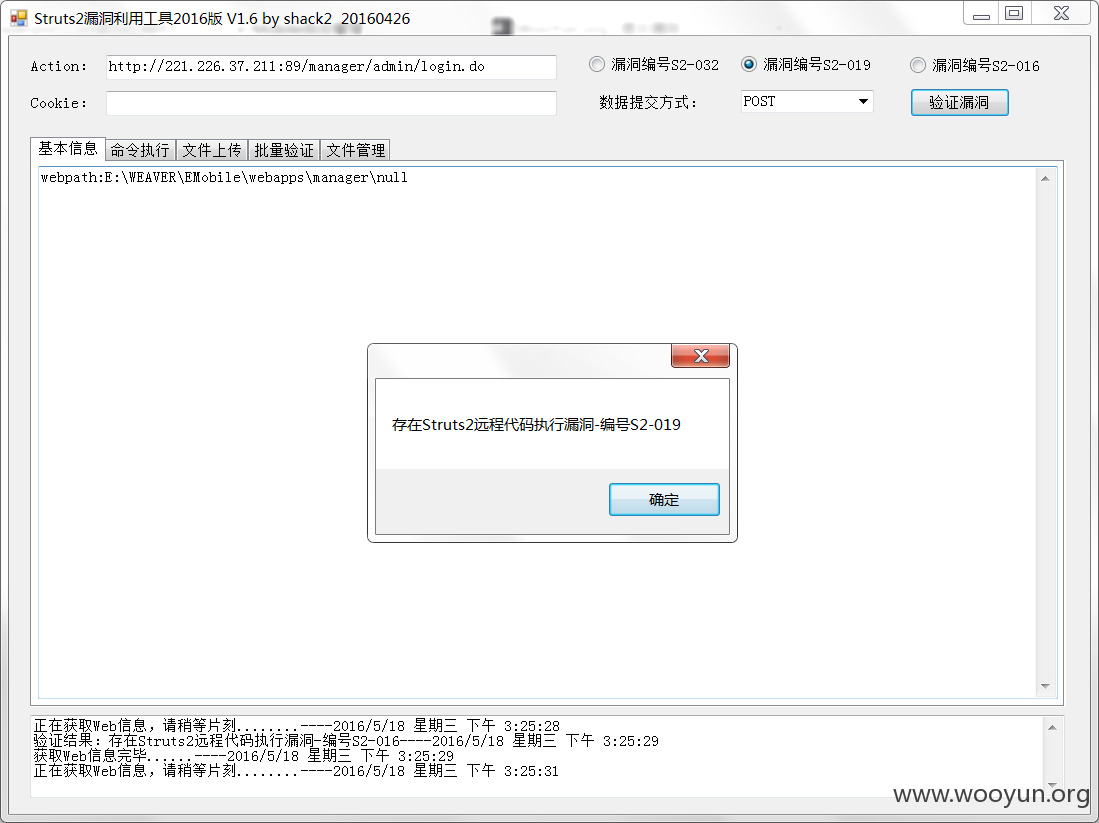 Struts2漏洞利用工具2016版 V1.6 by shack2 20160426
Action: http://221.226.37.211:89/manager/admin/login.do 漏洞编号S2-032 漏洞编号S2-019 漏洞编号S2-016
Cookie: 数据提交方式: POST 验证漏洞
基本信息 命令执行 文件上传 批量验证 文件管理
webpath:E:\WEAVER\EMobile\webapps\manager\null
存在Struts2远程代码执行漏洞-编号S2-019
确定
正在获取Web信息，请稍等片刻........----2016/5/18 星期三 下午 3:25:28
验证结果：存在Struts2远程代码执行漏洞-编号S2-016----2016/5/18 星期三 下午 3:25:29
获取Web信息完毕......----2016/5/18 星期三 下午 3:25:29
正在获取Web信息，请稍等片刻........----2016/5/18 星期三 下午 3:25:31
www.wooyun.org